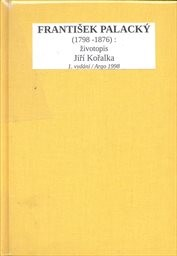 FRANTIŠEK PALACKÝ
(1798 -1876) :
životopis
Jiří Kořalka
1. vydání / Argo 1998